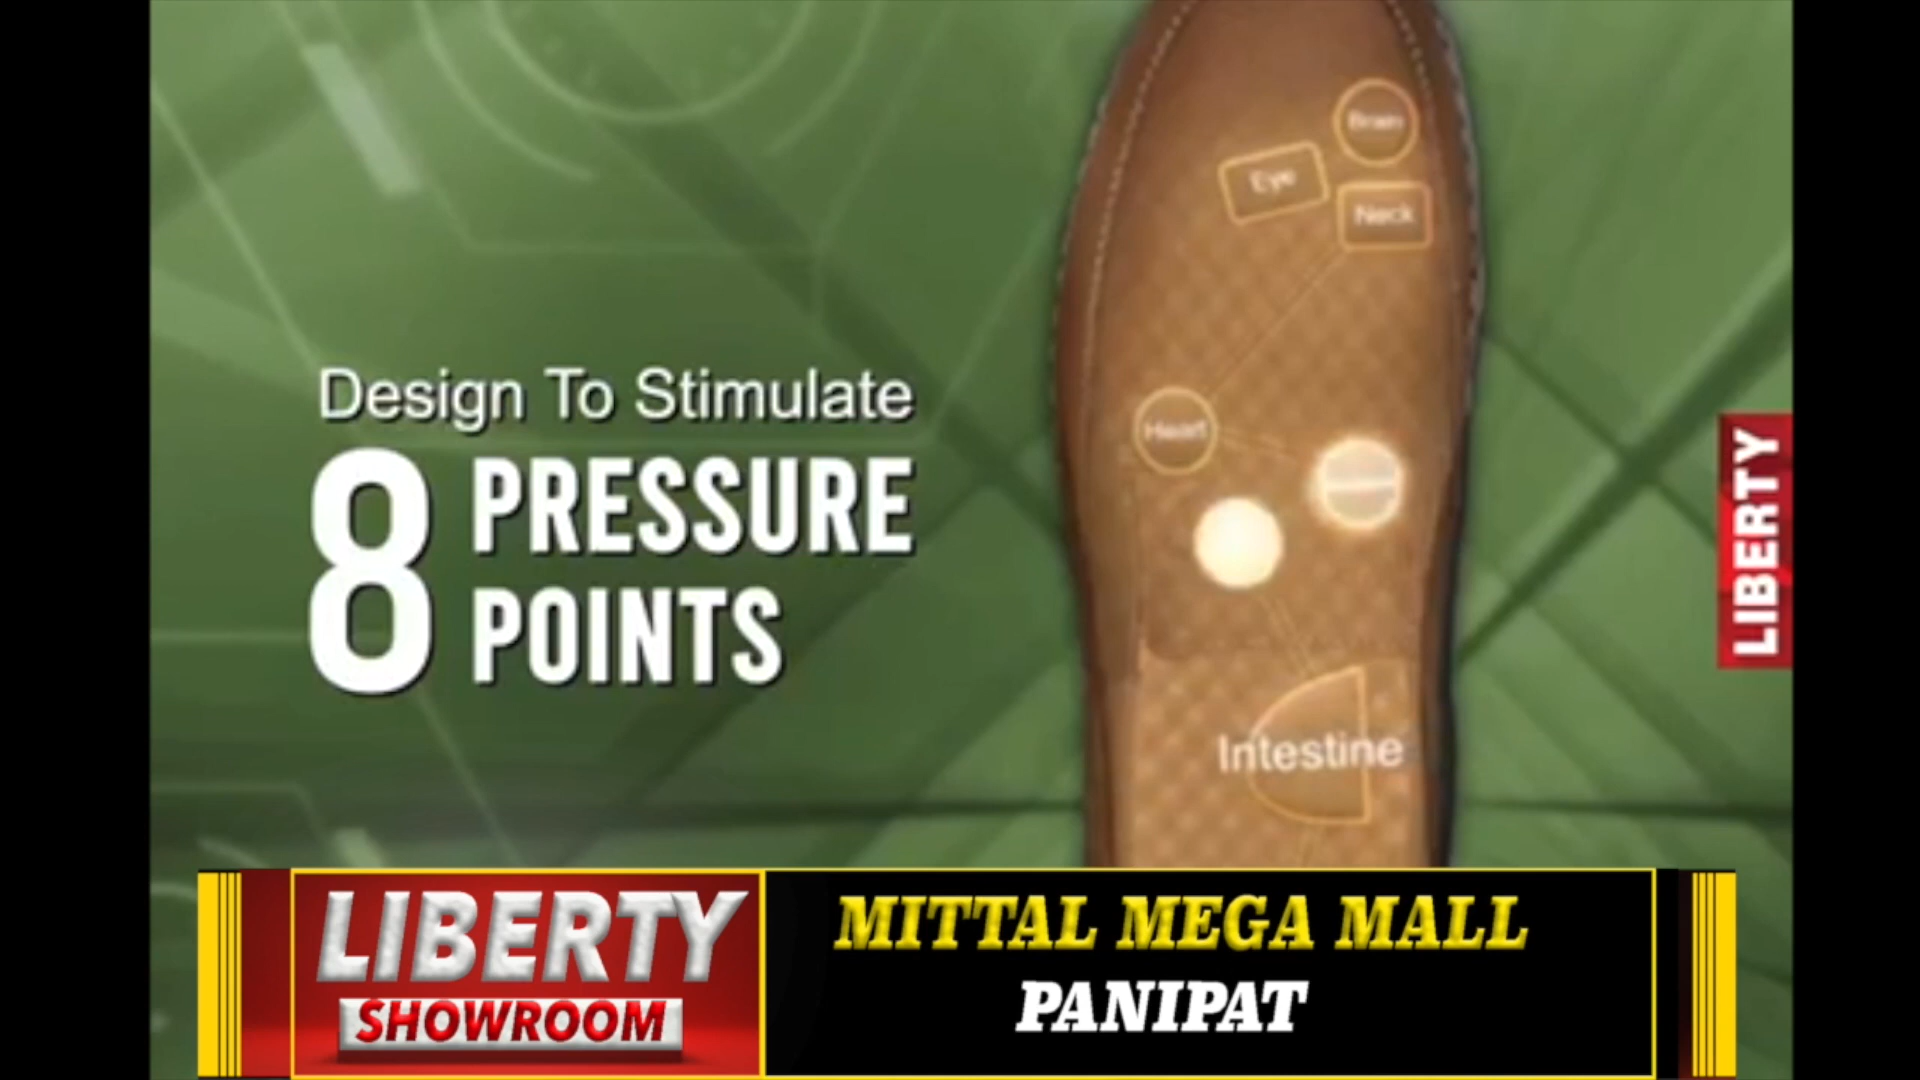 Brain
Eye
Neck
Design To Stimulate
8 PRESSURE
POINTS
Heart
Intestine
LIBERTY
LIBERTY
SHOWROOM
MITTAL MEGA MALL
PANIPAT